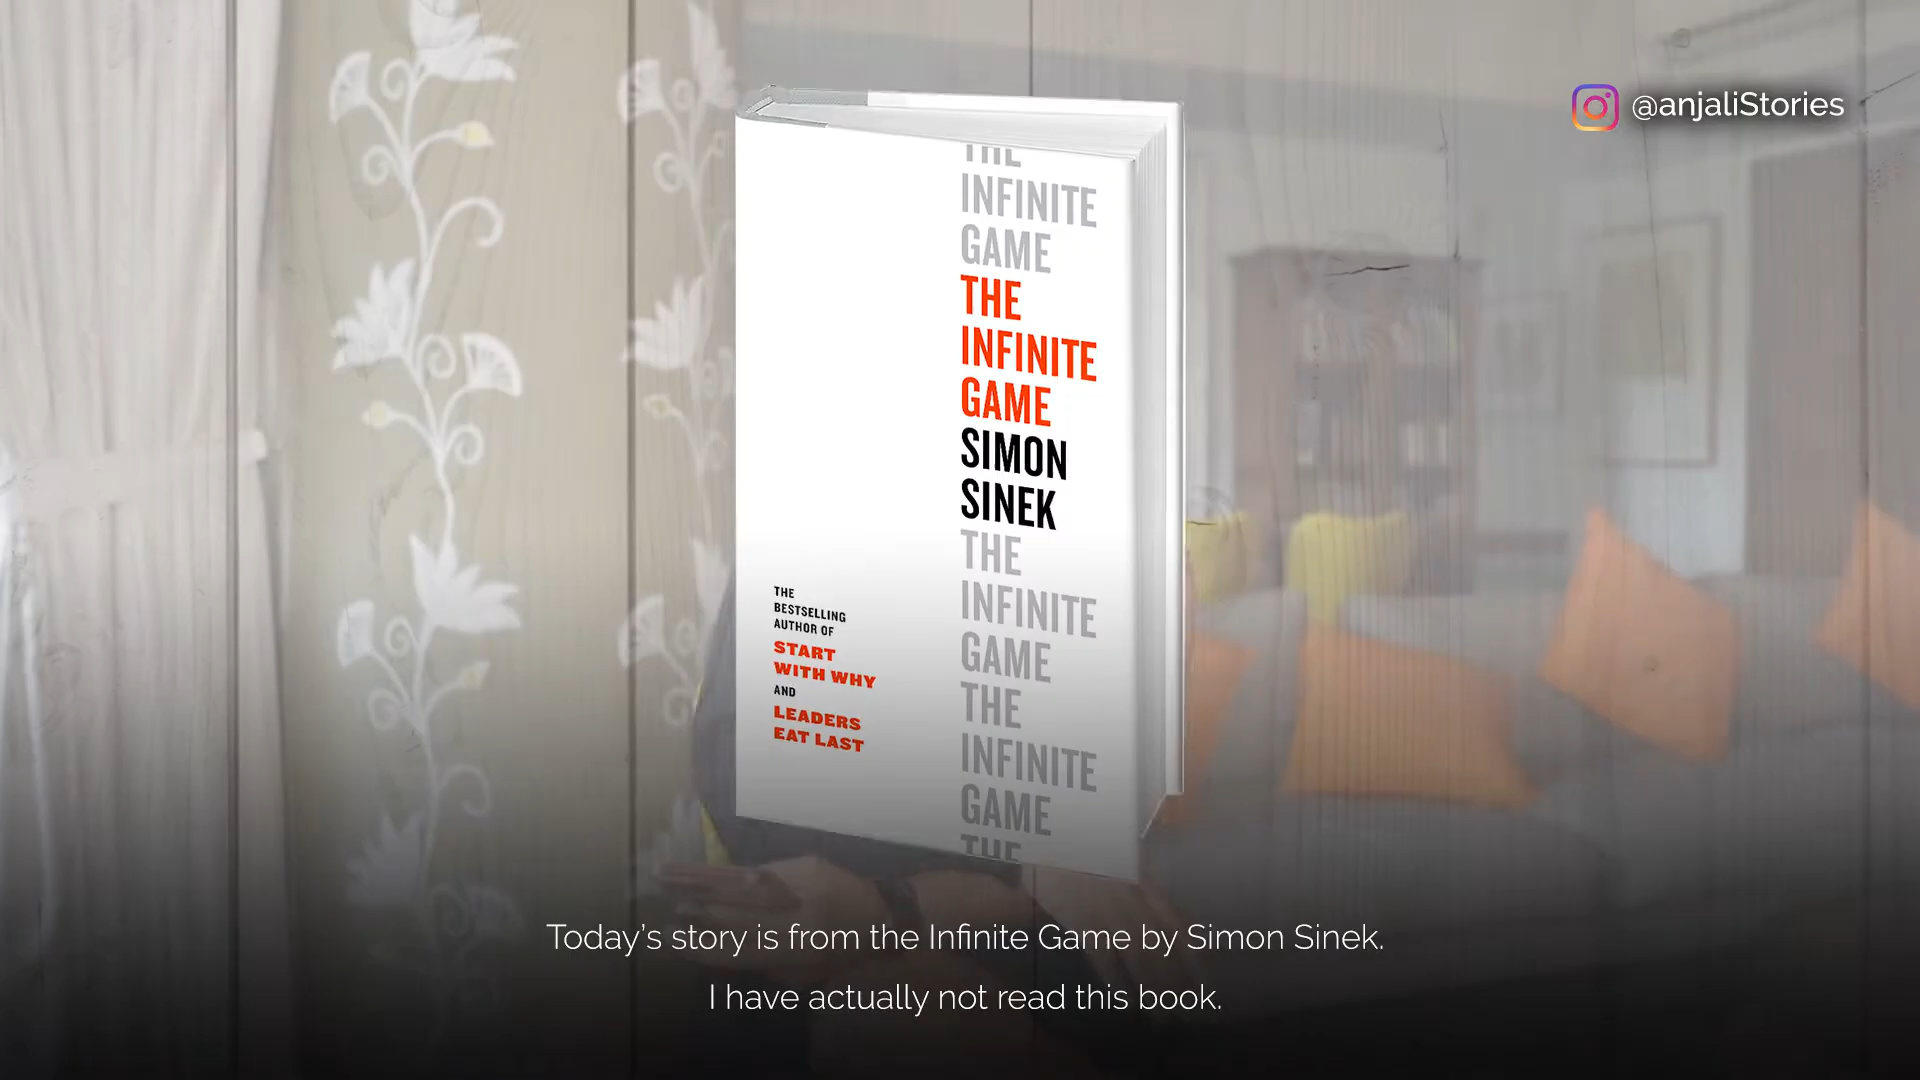 @anjaliStories
THE
INFINITE
GAME
THE
INFINITE
GAME
SIMON
SINEK
THE
INFINITE
GAME
THE
INFINITE
GAME
THE
THE
BESTSELLING
AUTHOR OF
START
WITH WHY
AND
LEADERS
EAT LAST
Today's story is from the Infinite Game by Simon Sinek.
I have actually not read this book.